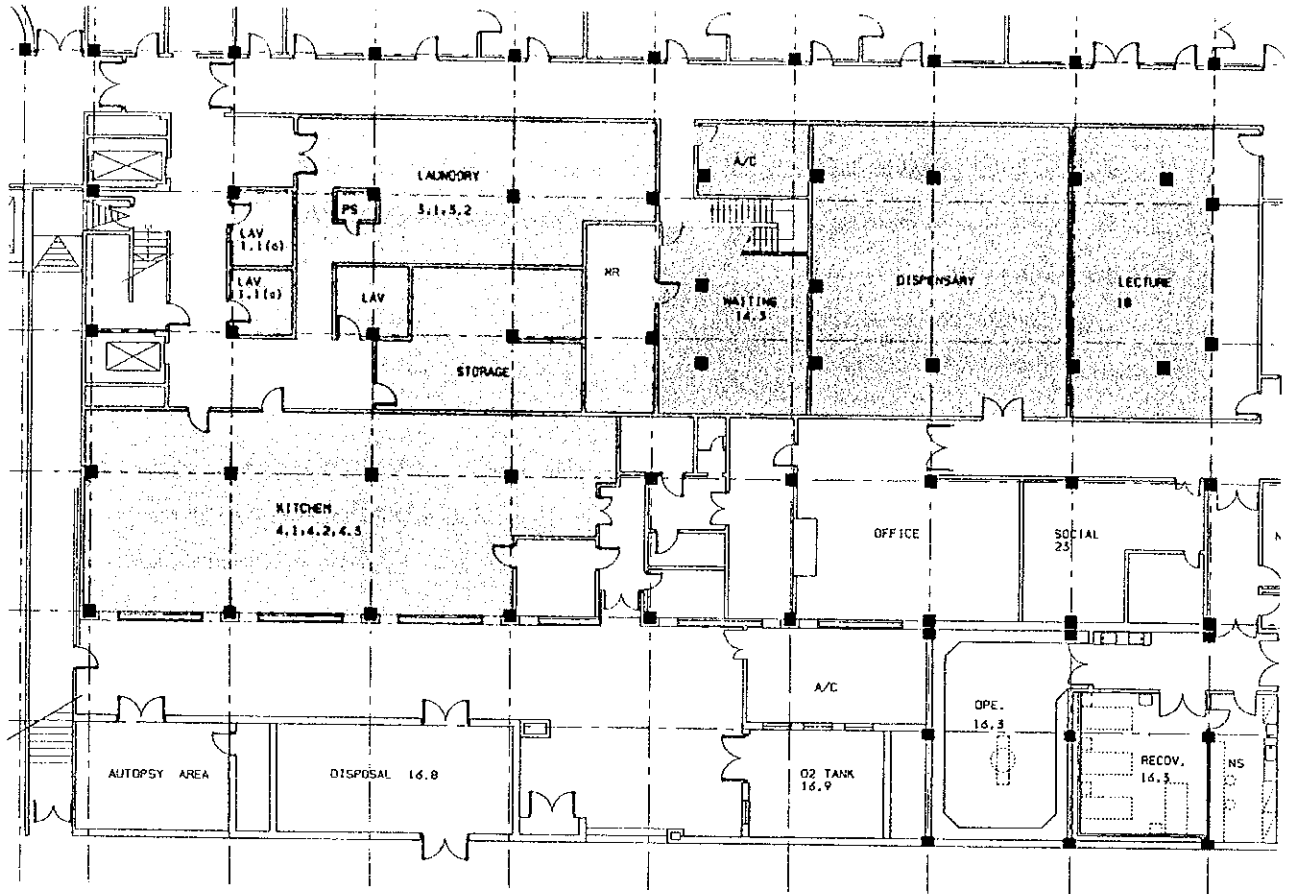 A/C
LAUNDRY
3.1,3.2
PS
LAV
1.1(c)
LAV
1.1(c)
LAV
MR
WAITING
14.3
DISPENSARY
LECTURE
18
STORAGE
KITCHEN
4.1,4.2,4.3
OFFICE
SOCIAL
23
N
A/C
OPE.
16.3
AUTOPSY AREA
DISPOSAL 16.8
O2 TANK
16.9
RECOV.
16.3
NS